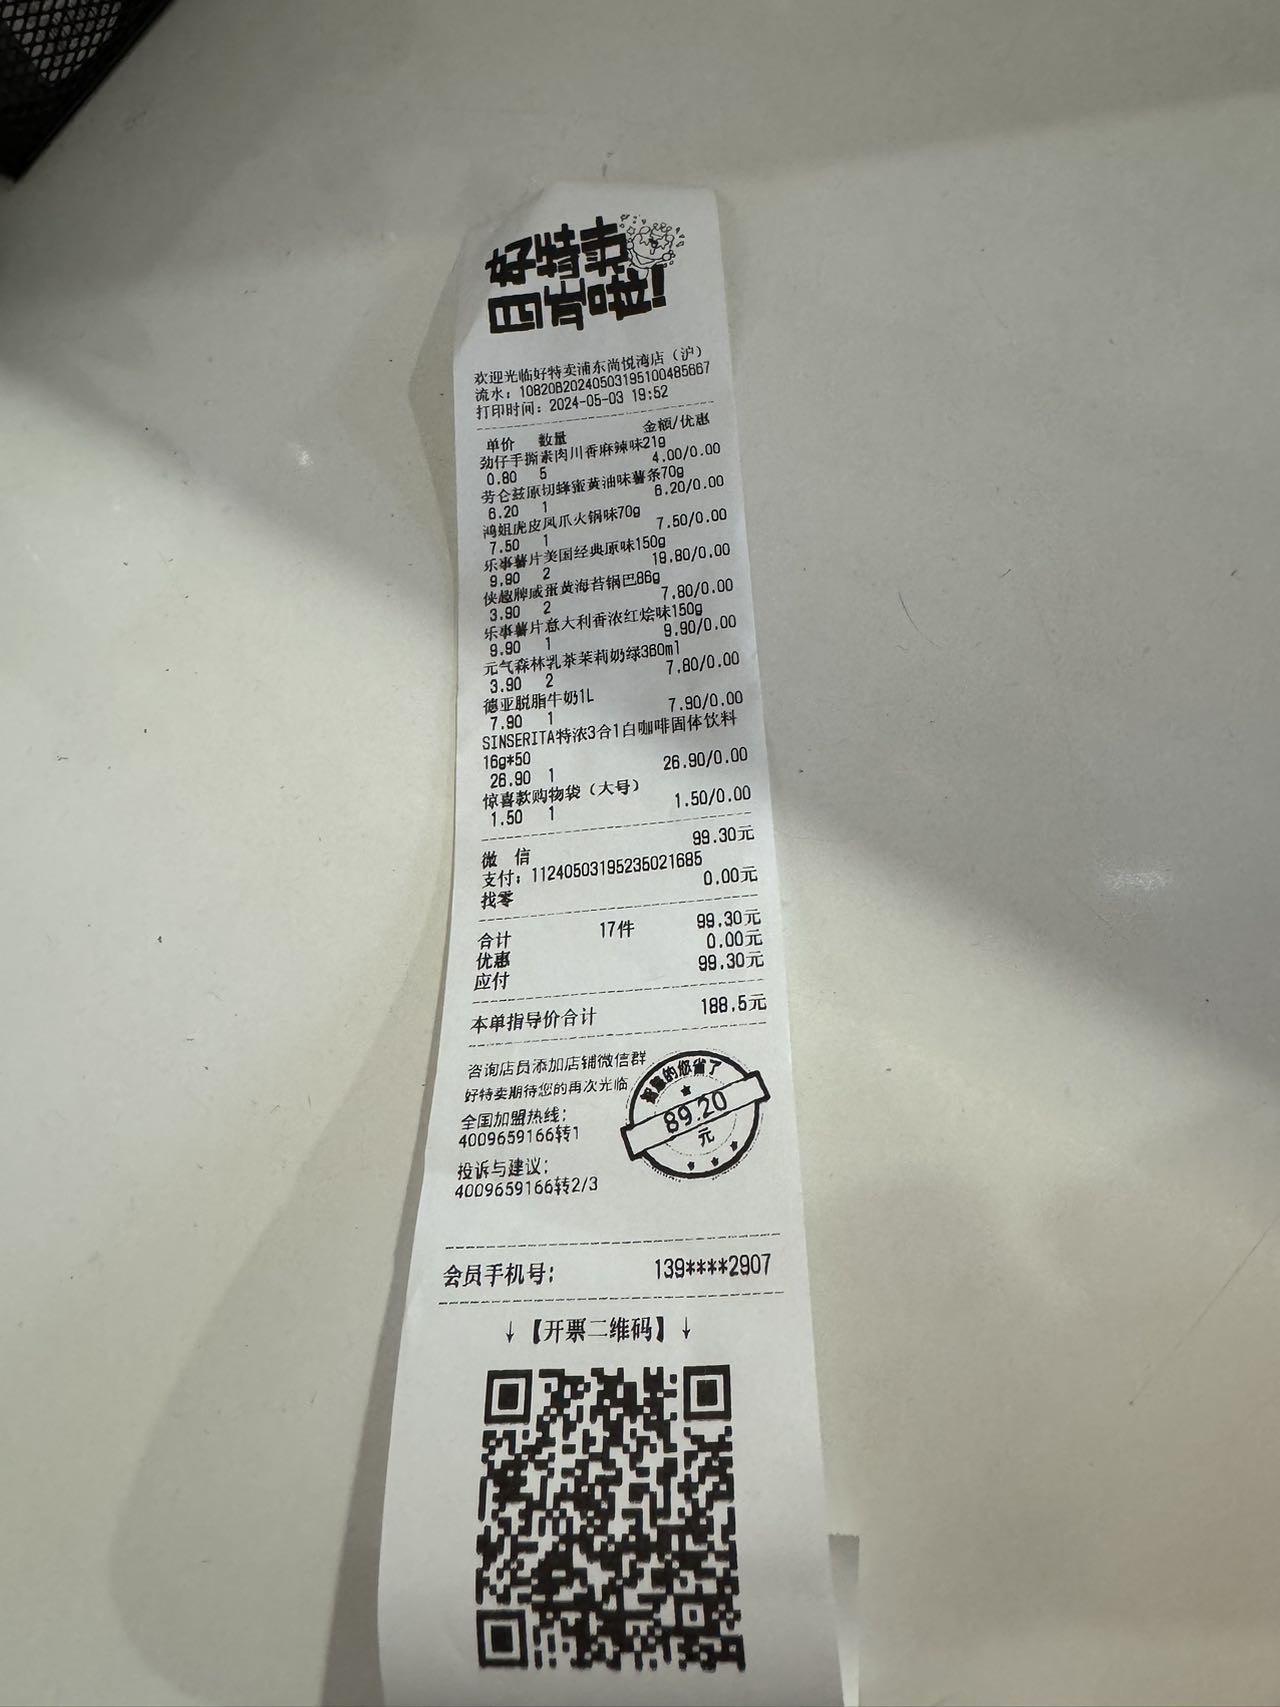 好特卖
目正啦!
欢迎光临好特卖浦东尚悦湾店（沪）
流水：10820B20240503195100485667
打印时间：2024-05-03 19:52
单价 数量 金额/优惠
劲仔手撕素肉川香麻辣味21g
0.80 5 4.00/0.00
劳仑兹原切蜂蜜黄油味薯条70g
6.20 1 6.20/0.00
鸿姐虎皮凤爪火锅味70g
7.50 1 7.50/0.00
乐事薯片美国经典原味150g
9.90 2 19.80/0.00
侠趣牌咸蛋黄海苔锅巴86g
3.90 2 7.80/0.00
乐事薯片意大利香浓红烩味150g
9.90 1 9.90/0.00
元气森林乳茶茉莉奶绿360ml
3.90 2 7.80/0.00
德亚脱脂牛奶1L
7.90 1 7.90/0.00
SINSERITA特浓3合1白咖啡固体饮料
16g*50
26.90 1 26.90/0.00
惊喜款购物袋（大号）
1.50 1 1.50/0.00
微 信 99.30元
支付：11240503195235021685
找零 0.00元
合计 17件 99.30元
优惠 0.00元
应付 99.30元
本单指导价合计 188.5元
咨询店员添加店铺微信群
好特卖期待您的再次光临
全国加盟热线：
4009659166转1
投诉与建议：
4009659166转2/3
智慧的您省了
89.20
元
会员手机号： 139****2907
↓【开票二维码】↓